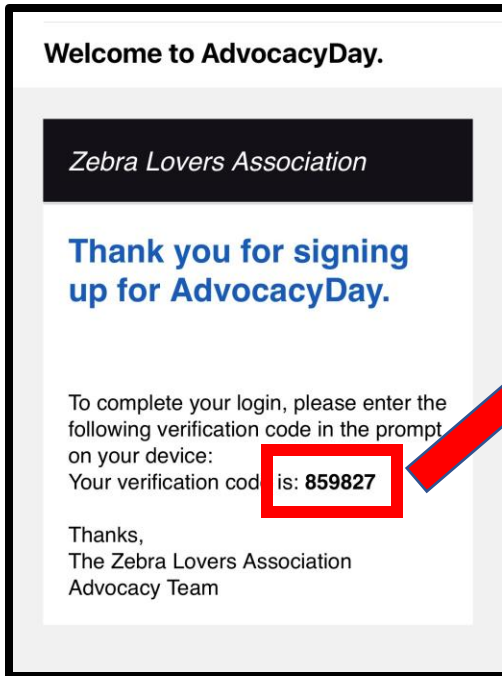 Welcome to AdvocacyDay.
Zebra Lovers Association
Thank you for signing
up for AdvocacyDay.
To complete your login, please enter the
following verification code in the prompt
on your device:
Your verification code is: 859827
Thanks,
The Zebra Lovers Association
Advocacy Team